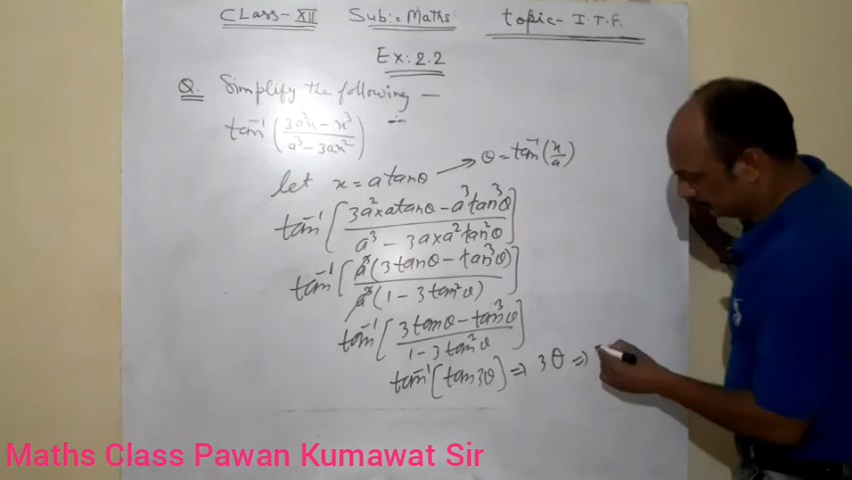 CLass-XII Sub:- Maths topic- I.T.F.
Ex: 2.2
Q. Simplify the following —
tan⁻¹ (3a²x - x³ / a³ - 3ax²)
let x = a tanθ → θ = tan⁻¹(x/a)
tan⁻¹ [3a² x a tanθ - a³ tan³θ / a³ - 3a x a² tan²θ]
tan⁻¹ [a³(3 tanθ - tan³θ) / a³(1 - 3 tan²θ)]
tan⁻¹ [3 tanθ - tan³θ / 1 - 3 tan²θ]
tan⁻¹ [tan 3θ] ⇒ 3θ ⇒
Maths Class Pawan Kumawat Sir